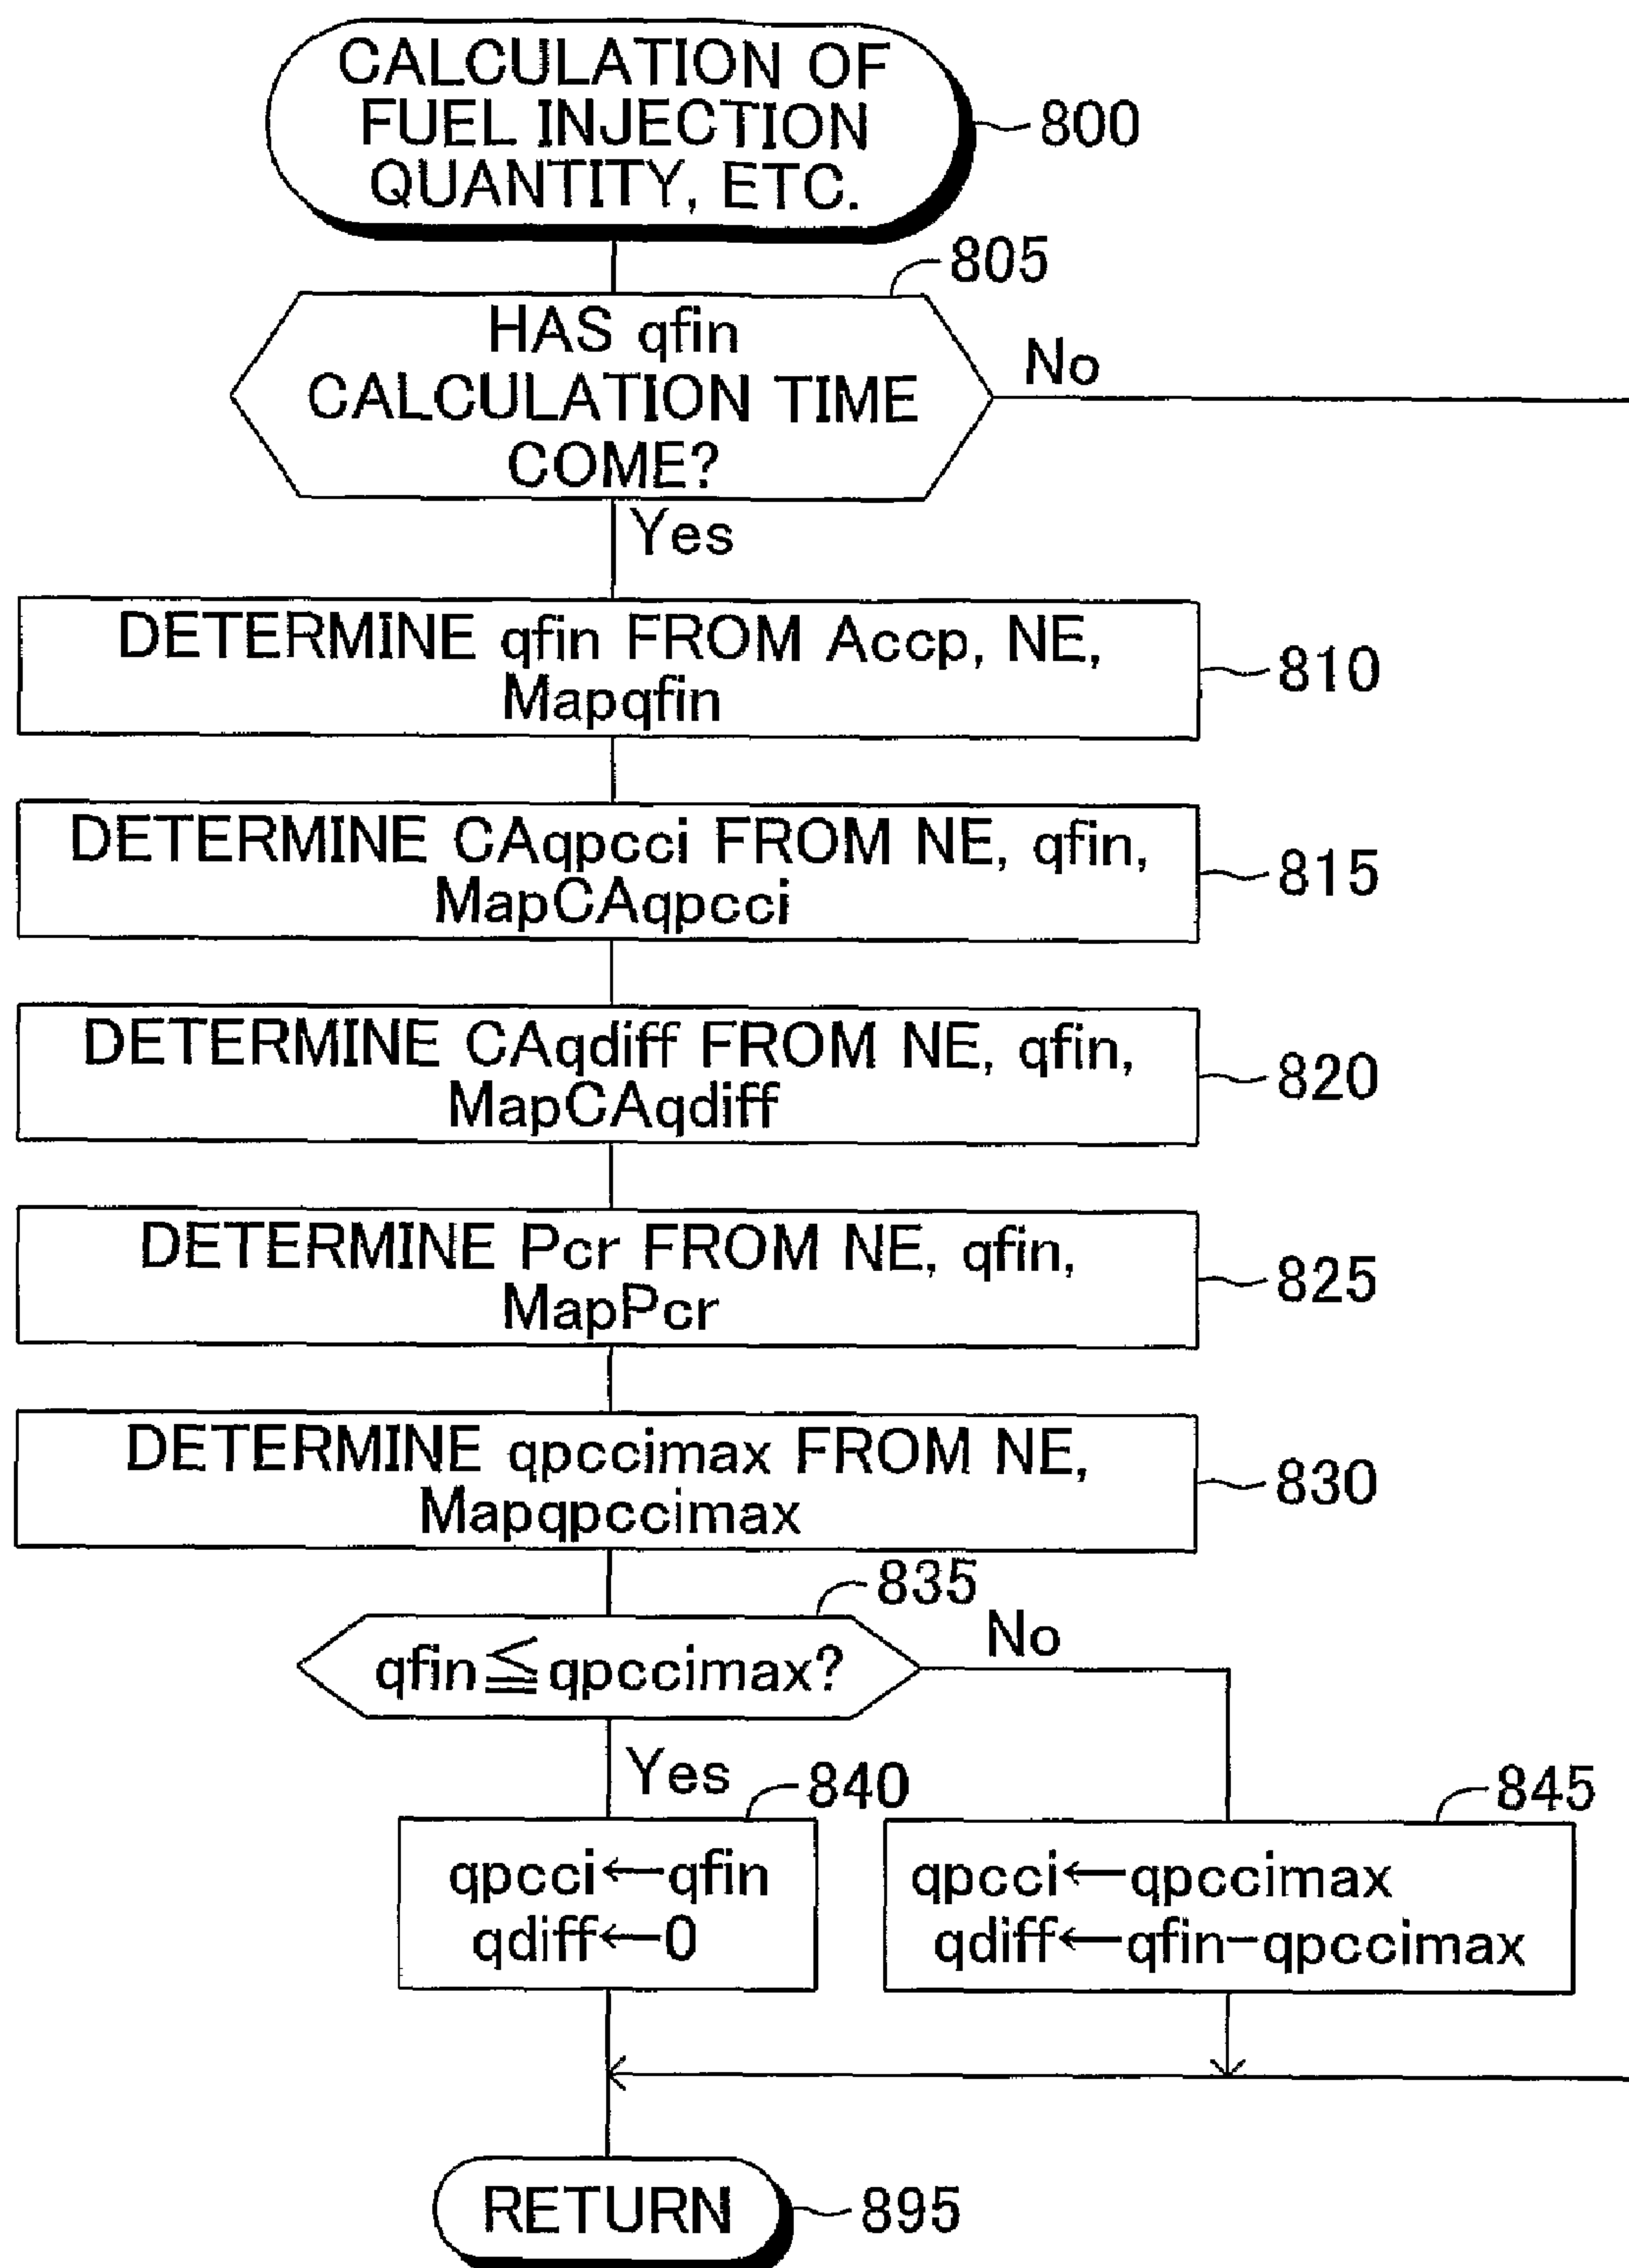 CALCULATION OF
FUEL INJECTION
QUANTITY, ETC.
800
805
HAS qfin
CALCULATION TIME
COME?
No
Yes
DETERMINE qfin FROM Accp, NE,
Mapqfin
810
DETERMINE CAqpcci FROM NE, qfin,
MapCAqpcci
815
DETERMINE CAqdiff FROM NE, qfin,
MapCAqdiff
820
DETERMINE Pcr FROM NE, qfin,
MapPcr
825
DETERMINE qpccimax FROM NE,
Mapqpccimax
830
835
qfin≦qpccimax?
No
Yes
840
qpcci←qfin
qdiff←0
845
qpcci←qpccimax
qdiff←qfin-qpccimax
RETURN
895